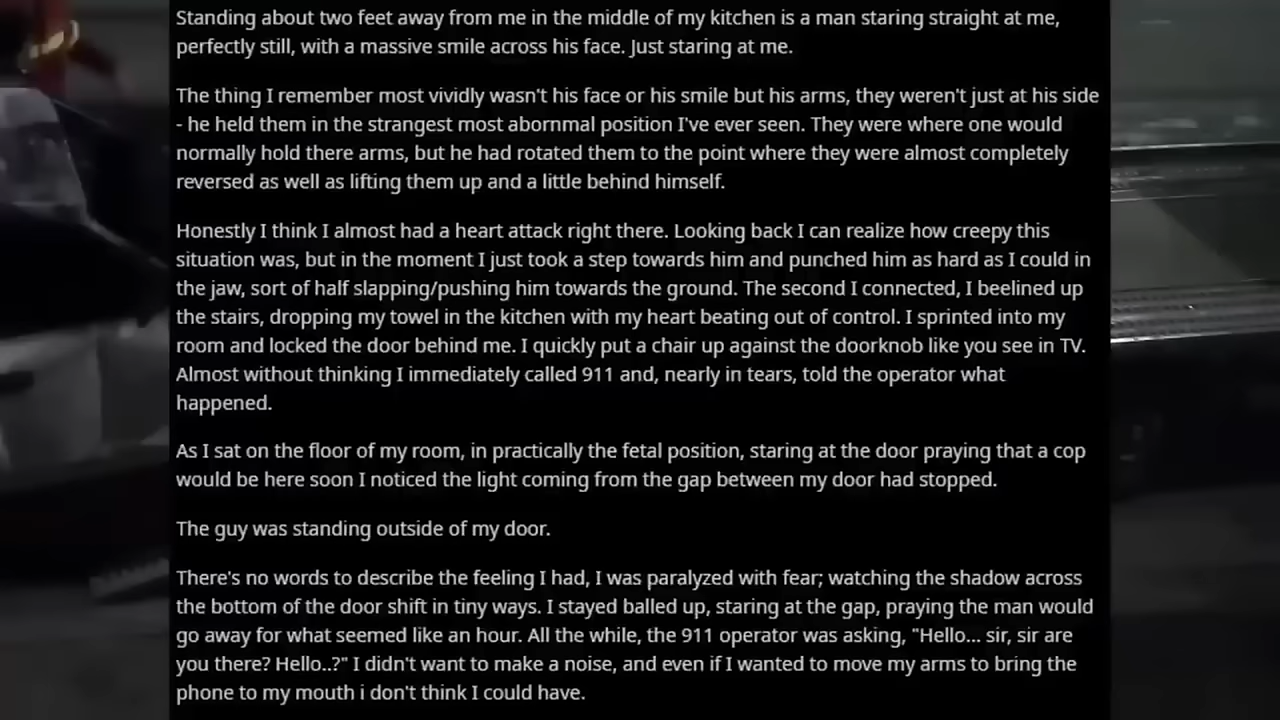 Standing about two feet away from me in the middle of my kitchen is a man staring straight at me,
perfectly still, with a massive smile across his face. Just staring at me.
The thing I remember most vividly wasn't his face or his smile but his arms, they weren't just at his side
- he held them in the strangest most abornmal position I've ever seen. They were where one would
normally hold there arms, but he had rotated them to the point where they were almost completely
reversed as well as lifting them up and a little behind himself.
Honestly I think I almost had a heart attack right there. Looking back I can realize how creepy this
situation was, but in the moment I just took a step towards him and punched him as hard as I could in
the jaw, sort of half slapping/pushing him towards the ground. The second I connected, I beelined up
the stairs, dropping my towel in the kitchen with my heart beating out of control. I sprinted into my
room and locked the door behind me. I quickly put a chair up against the doorknob like you see in TV.
Almost without thinking I immediately called 911 and, nearly in tears, told the operator what
happened.
As I sat on the floor of my room, in practically the fetal position, staring at the door praying that a cop
would be here soon I noticed the light coming from the gap between my door had stopped.
The guy was standing outside of my door.
There's no words to describe the feeling I had, I was paralyzed with fear; watching the shadow across
the bottom of the door shift in tiny ways. I stayed balled up, staring at the gap, praying the man would
go away for what seemed like an hour. All the while, the 911 operator was asking, "Hello... sir, sir are
you there? Hello..?" I didn't want to make a noise, and even if I wanted to move my arms to bring the
phone to my mouth i don't think I could have.